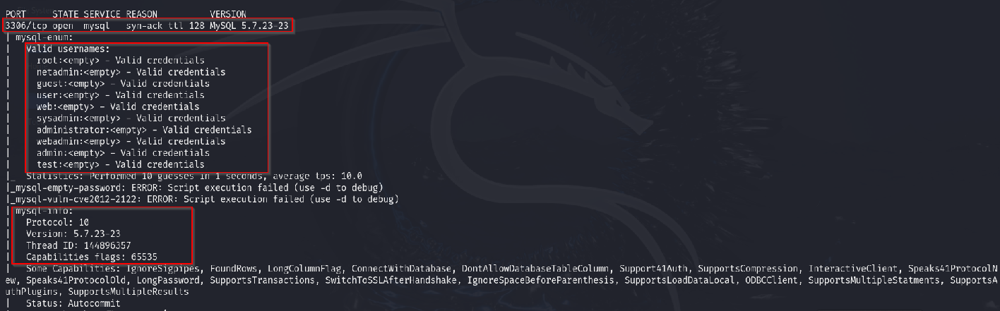 PORT     STATE SERVICE REASON          VERSION
3306/tcp open  mysql   syn-ack ttl 128 MySQL 5.7.23-23
| mysql-enum:
|   Valid usernames:
|     root:<empty> - Valid credentials
|     netadmin:<empty> - Valid credentials
|     guest:<empty> - Valid credentials
|     user:<empty> - Valid credentials
|     web:<empty> - Valid credentials
|     sysadmin:<empty> - Valid credentials
|     administrator:<empty> - Valid credentials
|     webadmin:<empty> - Valid credentials
|     admin:<empty> - Valid credentials
|     test:<empty> - Valid credentials
|_  Statistics: Performed 10 guesses in 1 seconds, average tps: 10.0
|_mysql-empty-password: ERROR: Script execution failed (use -d to debug)
|_mysql-vuln-cve2012-2122: ERROR: Script execution failed (use -d to debug)
| mysql-info:
|   Protocol: 10
|   Version: 5.7.23-23
|   Thread ID: 144896357
|   Capabilities flags: 65535
|   Some Capabilities: IgnoreSigpipes, FoundRows, LongColumnFlag, ConnectWithDatabase, DontAllowDatabaseTableColumn, Support41Auth, SupportsCompression, InteractiveClient, Speaks41ProtocolN
ew, Speaks41ProtocolOld, LongPassword, SupportsTransactions, SwitchToSSLAfterHandshake, IgnoreSpaceBeforeParenthesis, SupportsLoadDataLocal, ODBCClient, SupportsMultipleStatments, SupportsA
uthPlugins, SupportsMultipleResults
|   Status: Autocommit